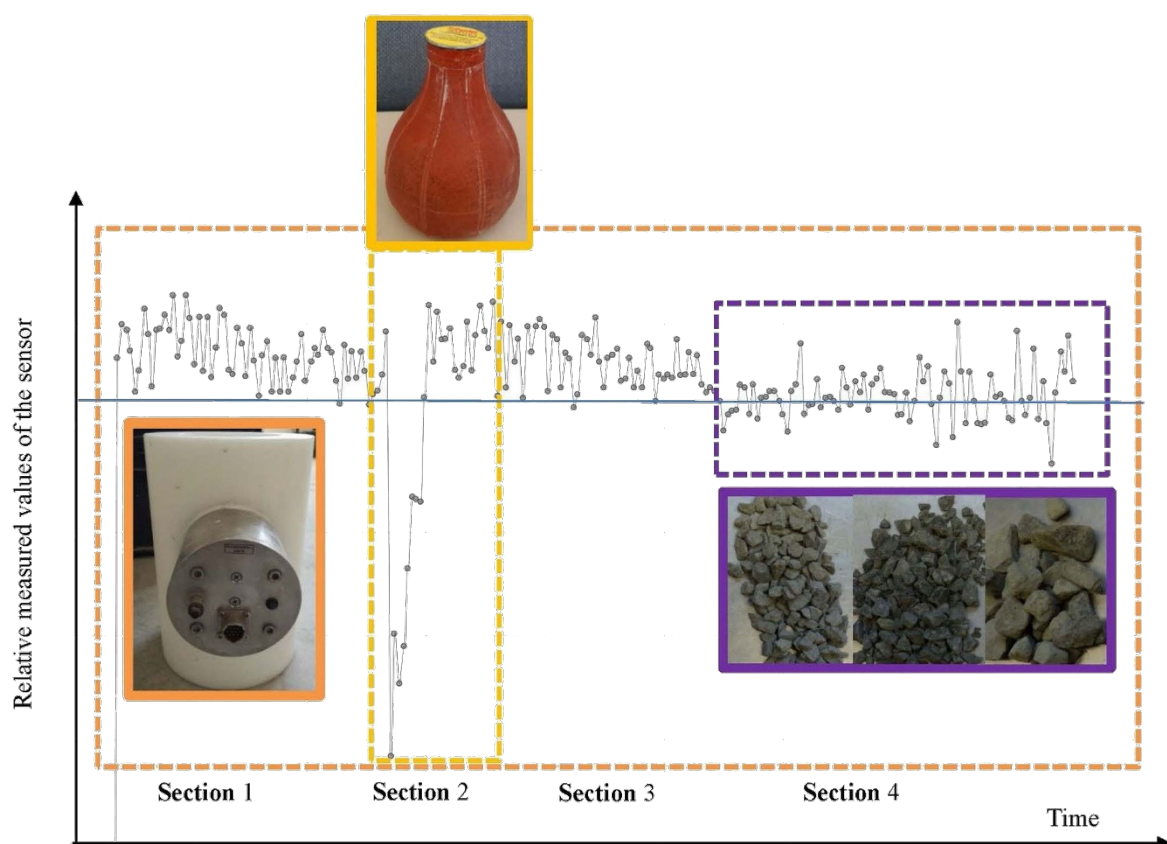 Relative measured values of the sensor
Section 1
Section 2
Section 3
Section 4
Time